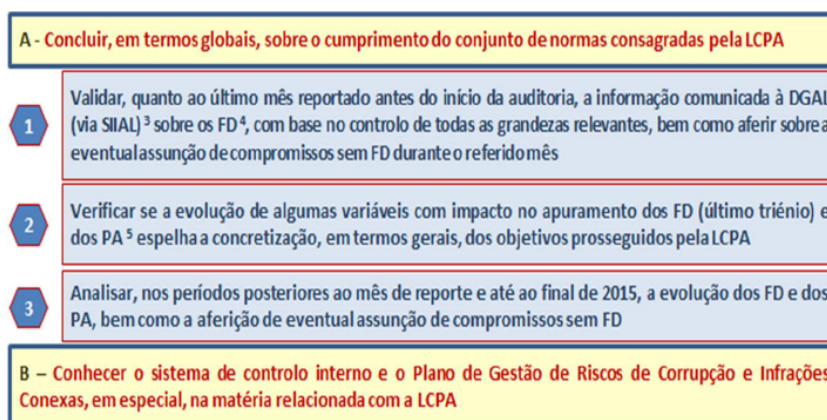 A - Concluir, em termos globais, sobre o cumprimento do conjunto de normas consagradas pela LCPA
1
Validar, quanto ao último mês reportado antes do início da auditoria, a informação comunicada à DGAL
(via SIIAL) ³ sobre os FD ⁴, com base no controlo de todas as grandezas relevantes, bem como aferir sobre a
eventual assunção de compromissos sem FD durante o referido mês
2
Verificar se a evolução de algumas variáveis com impacto no apuramento dos FD (último triénio) e
dos PA ⁵ espelha a concretização, em termos gerais, dos objetivos prosseguidos pela LCPA
3
Analisar, nos períodos posteriores ao mês de reporte e até ao final de 2015, a evolução dos FD e dos
PA, bem como a aferição de eventual assunção de compromissos sem FD
B – Conhecer o sistema de controlo interno e o Plano de Gestão de Riscos de Corrupção e Infrações
Conexas, em especial, na matéria relacionada com a LCPA